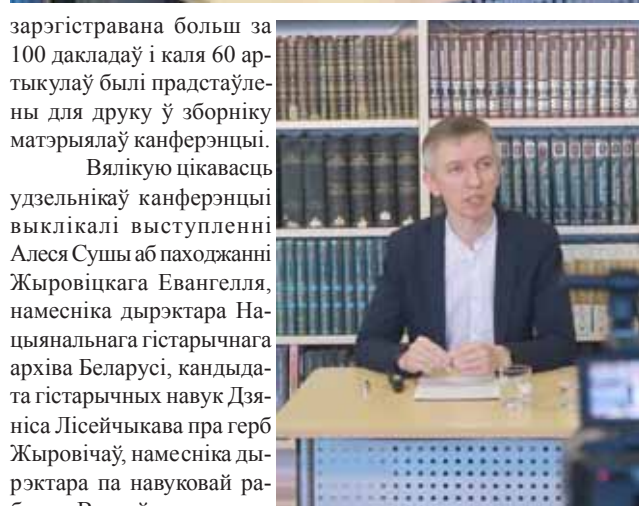 зарэгістравана больш за
100 дакладаў і каля 60 ар-
тыкулаў былі прадстаўле-
ны для друку ў зборніку
матэрыялаў канферэнцыі.
Вялікую цікавасць
удзельнікаў канферэнцыі
выклікалі выступленні
Алеся Сушы аб паходжанні
Жыровіцкага Евангелля,
намесніка дырэктара На-
цыянальнага гістарычнага
архіва Беларусі, кандыда-
та гістарычных навук Дзя-
ніса Лісейчыкава пра герб
Жыровічаў, намесніка ды-
рэктара па навуковай ра-